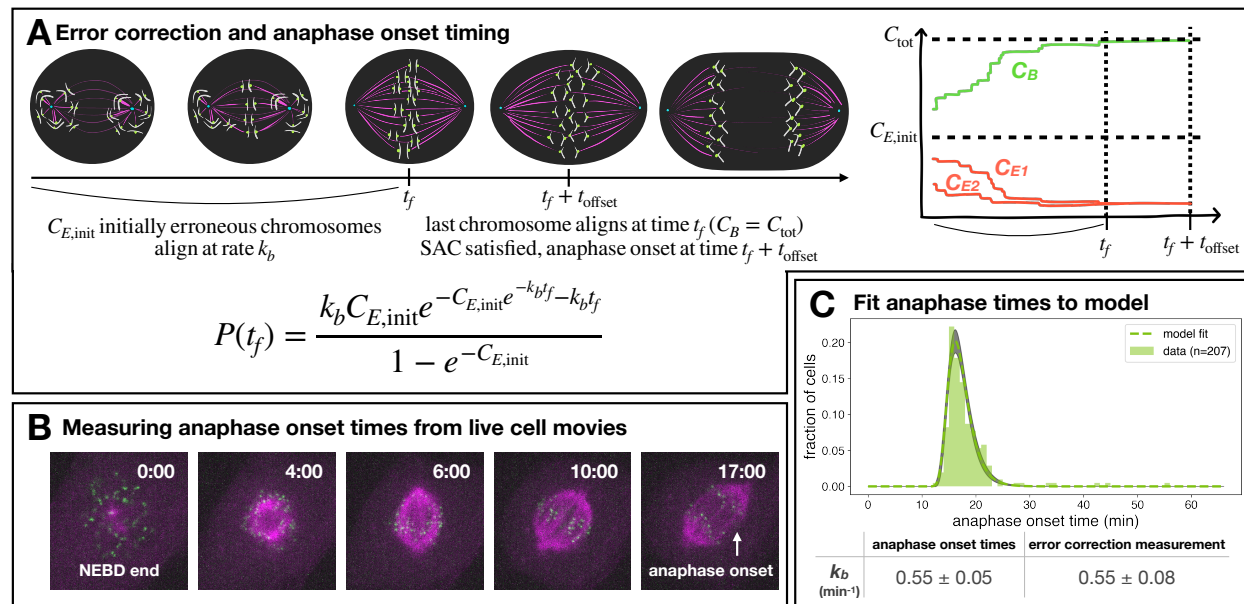 A Error correction and anaphase onset timing
t_f
t_f + t_offset
C_E,init initially erroneous chromosomes
align at rate k_b
last chromosome aligns at time t_f (C_B = C_tot)
SAC satisfied, anaphase onset at time t_f + t_offset
P(t_f) = k_b C_E,init e^{-C_E,init e^{-k_b t_f} - k_b t_f} / (1 - e^{-C_E,init})
C_tot
C_B
C_E,init
C_E1
C_E2
t_f
t_f + t_offset
B Measuring anaphase onset times from live cell movies
0:00
NEBD end
4:00
6:00
10:00
17:00
anaphase onset
C Fit anaphase times to model
model fit
data (n=207)
fraction of cells
0.20
0.15
0.10
0.05
0.00
0 10 20 30 40 50 60
anaphase onset time (min)
anaphase onset times error correction measurement
k_b (min⁻¹) 0.55 ± 0.05 0.55 ± 0.08